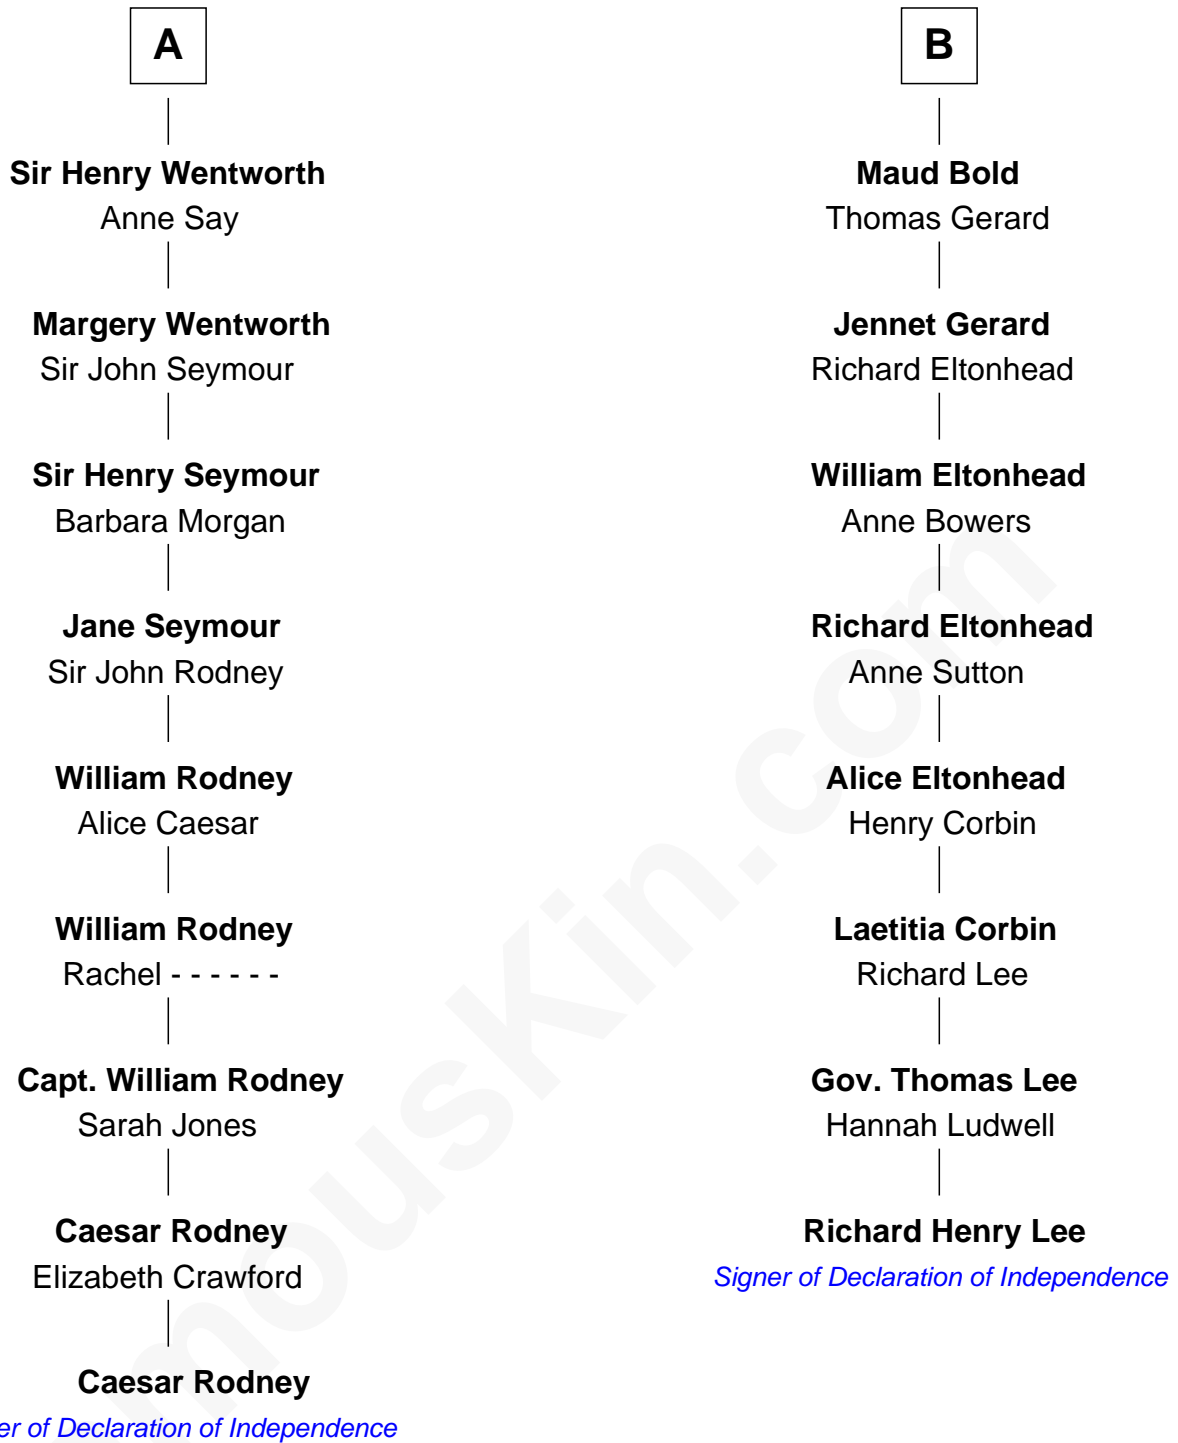 A
Sir Henry Wentworth
Anne Say
Margery Wentworth
Sir John Seymour
Sir Henry Seymour
Barbara Morgan
Jane Seymour
Sir John Rodney
William Rodney
Alice Caesar
William Rodney
Rachel - - - - - -
Capt. William Rodney
Sarah Jones
Caesar Rodney
Elizabeth Crawford
Caesar Rodney
er of Declaration of Independence
B
Maud Bold
Thomas Gerard
Jennet Gerard
Richard Eltonhead
William Eltonhead
Anne Bowers
Richard Eltonhead
Anne Sutton
Alice Eltonhead
Henry Corbin
Laetitia Corbin
Richard Lee
Gov. Thomas Lee
Hannah Ludwell
Richard Henry Lee
Signer of Declaration of Independence
mousKin.com